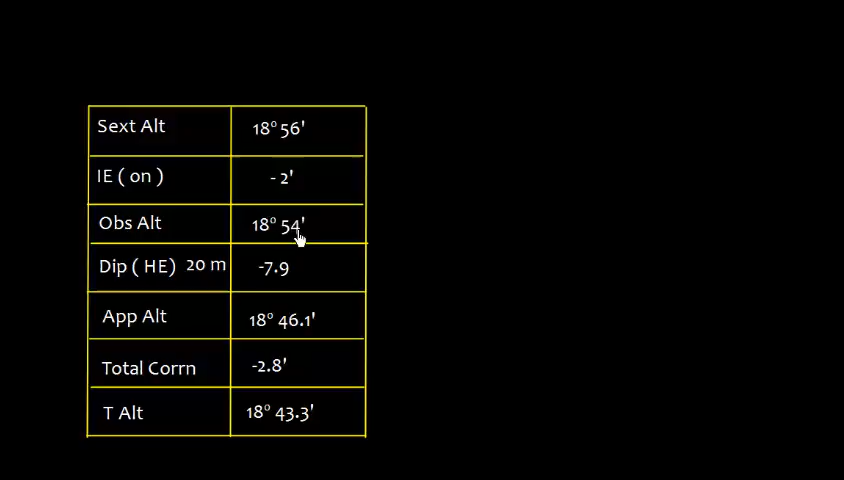 Sext Alt 18° 56'
IE ( on ) - 2'
Obs Alt 18° 54'
Dip ( HE) 20 m -7.9
App Alt 18° 46.1'
Total Corrn -2.8'
T Alt 18° 43.3'